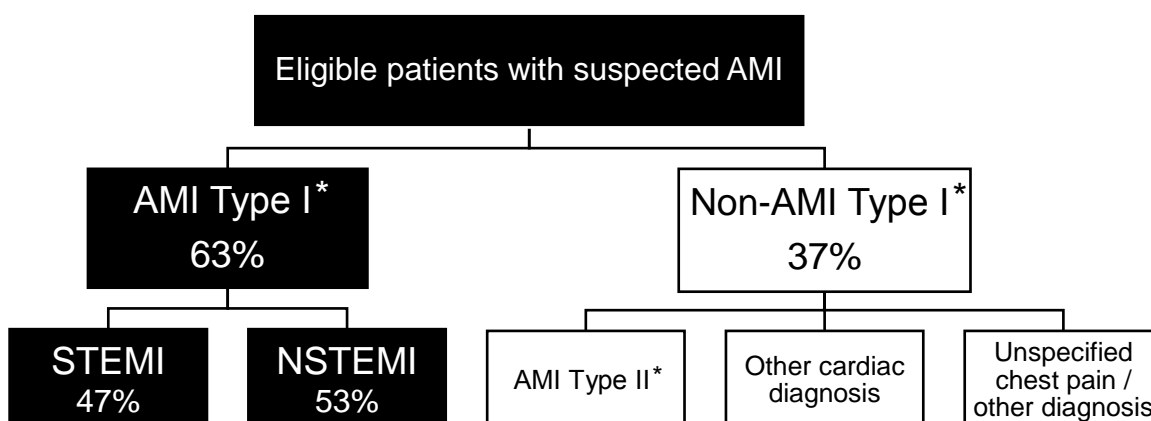 Eligible patients with suspected AMI
AMI Type I*
63%
Non-AMI Type I*
37%
STEMI
47%
NSTEMI
53%
AMI Type II*
Other cardiac
diagnosis
Unspecified
chest pain /
other diagnosis